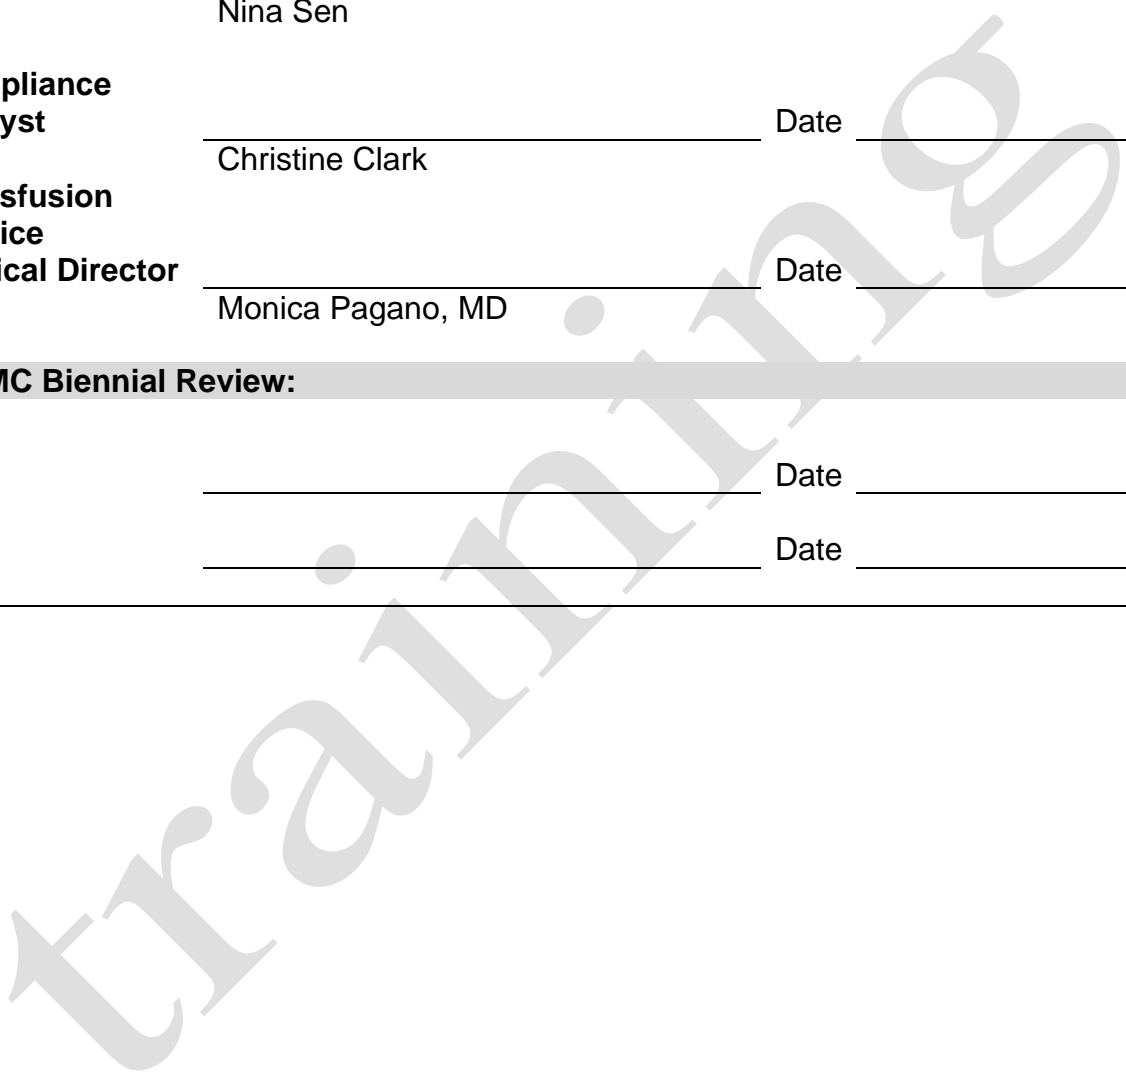 Nina Sen
pliance
yst Date
Christine Clark
sfusion
ice
ical Director Date
Monica Pagano, MD
MC Biennial Review:
Date
Date
training